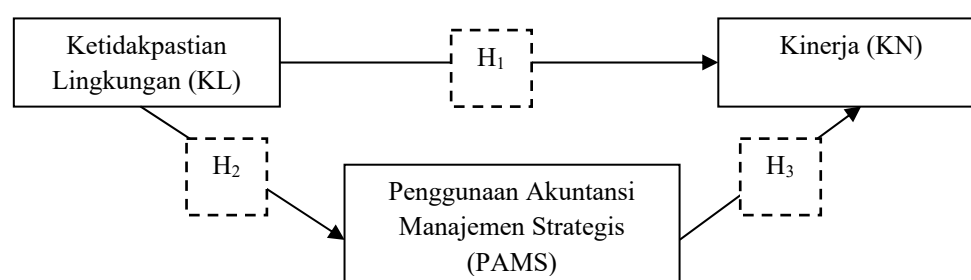 Ketidakpastian
Lingkungan (KL)
H₁
Kinerja (KN)
H₂
H₃
Penggunaan Akuntansi
Manajemen Strategis
(PAMS)